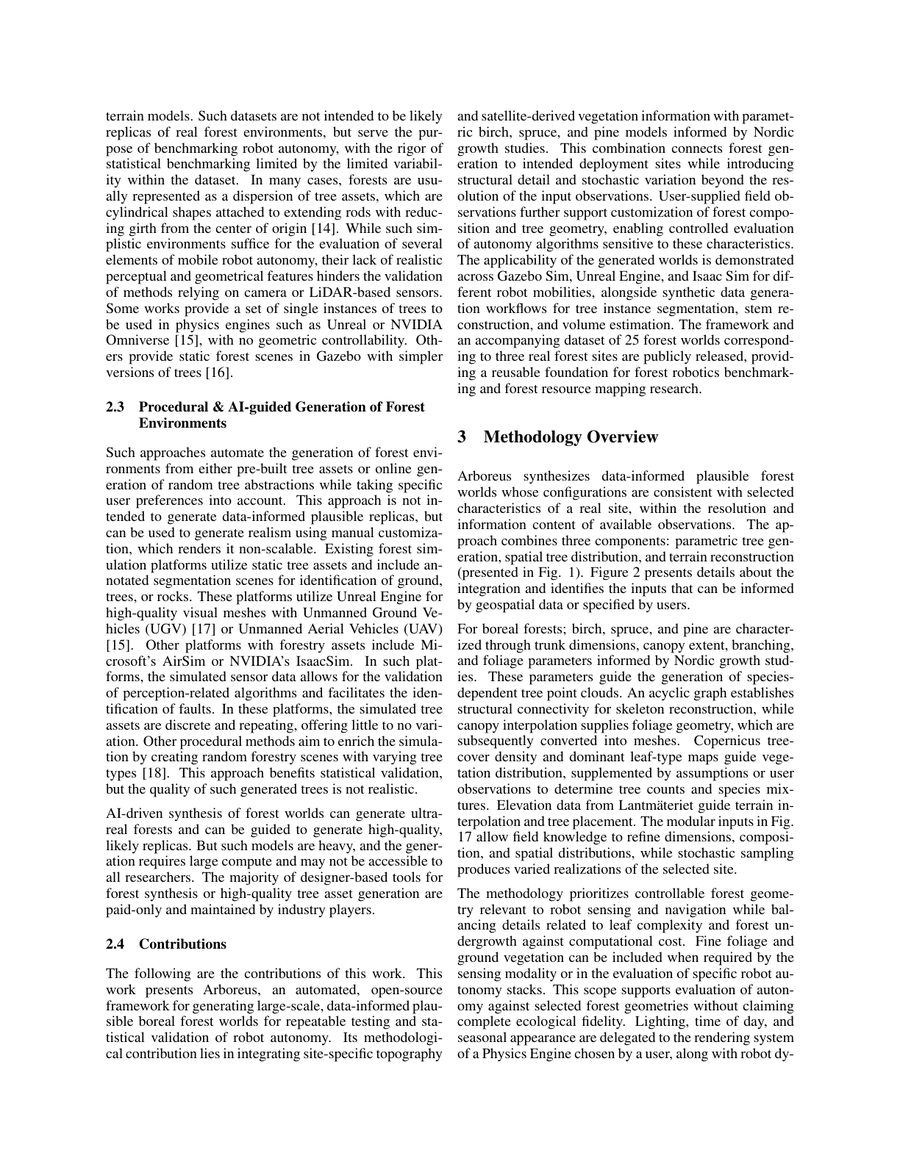 terrain models. Such datasets are not intended to be likely
replicas of real forest environments, but serve the pur-
pose of benchmarking robot autonomy, with the rigor of
statistical benchmarking limited by the limited variabil-
ity within the dataset. In many cases, forests are usu-
ally represented as a dispersion of tree assets, which are
cylindrical shapes attached to extending rods with reduc-
ing girth from the center of origin [14]. While such sim-
plistic environments suffice for the evaluation of several
elements of mobile robot autonomy, their lack of realistic
perceptual and geometrical features hinders the validation
of methods relying on camera or LiDAR-based sensors.
Some works provide a set of single instances of trees to
be used in physics engines such as Unreal or NVIDIA
Omniverse [15], with no geometric controllability. Oth-
ers provide static forest scenes in Gazebo with simpler
versions of trees [16].
2.3 Procedural & AI-guided Generation of Forest
Environments
Such approaches automate the generation of forest envi-
ronments from either pre-built tree assets or online gen-
eration of random tree abstractions while taking specific
user preferences into account. This approach is not in-
tended to generate data-informed plausible replicas, but
can be used to generate realism using manual customiza-
tion, which renders it non-scalable. Existing forest sim-
ulation platforms utilize static tree assets and include an-
notated segmentation scenes for identification of ground,
trees, or rocks. These platforms utilize Unreal Engine for
high-quality visual meshes with Unmanned Ground Ve-
hicles (UGV) [17] or Unmanned Aerial Vehicles (UAV)
[15]. Other platforms with forestry assets include Mi-
crosoft's AirSim or NVIDIA's IsaacSim. In such plat-
forms, the simulated sensor data allows for the validation
of perception-related algorithms and facilitates the iden-
tification of faults. In these platforms, the simulated tree
assets are discrete and repeating, offering little to no vari-
ation. Other procedural methods aim to enrich the simula-
tion by creating random forestry scenes with varying tree
types [18]. This approach benefits statistical validation,
but the quality of such generated trees is not realistic.
AI-driven synthesis of forest worlds can generate ultra-
real forests and can be guided to generate high-quality,
likely replicas. But such models are heavy, and the gener-
ation requires large compute and may not be accessible to
all researchers. The majority of designer-based tools for
forest synthesis or high-quality tree asset generation are
paid-only and maintained by industry players.
2.4 Contributions
The following are the contributions of this work. This
work presents Arboreus, an automated, open-source
framework for generating large-scale, data-informed plau-
sible boreal forest worlds for repeatable testing and sta-
tistical validation of robot autonomy. Its methodologi-
cal contribution lies in integrating site-specific topography
and satellite-derived vegetation information with paramet-
ric birch, spruce, and pine models informed by Nordic
growth studies. This combination connects forest gen-
eration to intended deployment sites while introducing
structural detail and stochastic variation beyond the res-
olution of the input observations. User-supplied field ob-
servations further support customization of forest compo-
sition and tree geometry, enabling controlled evaluation
of autonomy algorithms sensitive to these characteristics.
The applicability of the generated worlds is demonstrated
across Gazebo Sim, Unreal Engine, and Isaac Sim for dif-
ferent robot mobilities, alongside synthetic data genera-
tion workflows for tree instance segmentation, stem re-
construction, and volume estimation. The framework and
an accompanying dataset of 25 forest worlds correspond-
ing to three real forest sites are publicly released, provid-
ing a reusable foundation for forest robotics benchmark-
ing and forest resource mapping research.
3 Methodology Overview
Arboreus synthesizes data-informed plausible forest
worlds whose configurations are consistent with selected
characteristics of a real site, within the resolution and
information content of available observations. The ap-
proach combines three components: parametric tree gen-
eration, spatial tree distribution, and terrain reconstruction
(presented in Fig. 1). Figure 2 presents details about the
integration and identifies the inputs that can be informed
by geospatial data or specified by users.
For boreal forests; birch, spruce, and pine are character-
ized through trunk dimensions, canopy extent, branching,
and foliage parameters informed by Nordic growth stud-
ies. These parameters guide the generation of species-
dependent tree point clouds. An acyclic graph establishes
structural connectivity for skeleton reconstruction, while
canopy interpolation supplies foliage geometry, which are
subsequently converted into meshes. Copernicus tree-
cover density and dominant leaf-type maps guide vege-
tation distribution, supplemented by assumptions or user
observations to determine tree counts and species mix-
tures. Elevation data from Lantmäteriet guide terrain in-
terpolation and tree placement. The modular inputs in Fig.
17 allow field knowledge to refine dimensions, composi-
tion, and spatial distributions, while stochastic sampling
produces varied realizations of the selected site.
The methodology prioritizes controllable forest geome-
try relevant to robot sensing and navigation while bal-
ancing details related to leaf complexity and forest un-
dergrowth against computational cost. Fine foliage and
ground vegetation can be included when required by the
sensing modality or in the evaluation of specific robot au-
tonomy stacks. This scope supports evaluation of auton-
omy against selected forest geometries without claiming
complete ecological fidelity. Lighting, time of day, and
seasonal appearance are delegated to the rendering system
of a Physics Engine chosen by a user, along with robot dy-